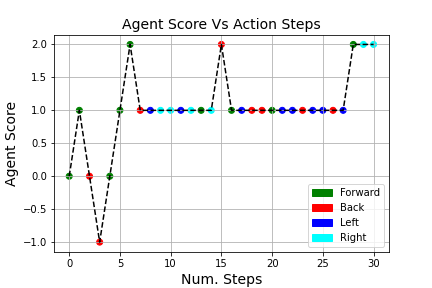 Agent Score Vs Action Steps
2.0
1.5
1.0
0.5
0.0
−0.5
−1.0
Agent Score
Forward
Back
Left
Right
0 5 10 15 20 25 30
Num. Steps